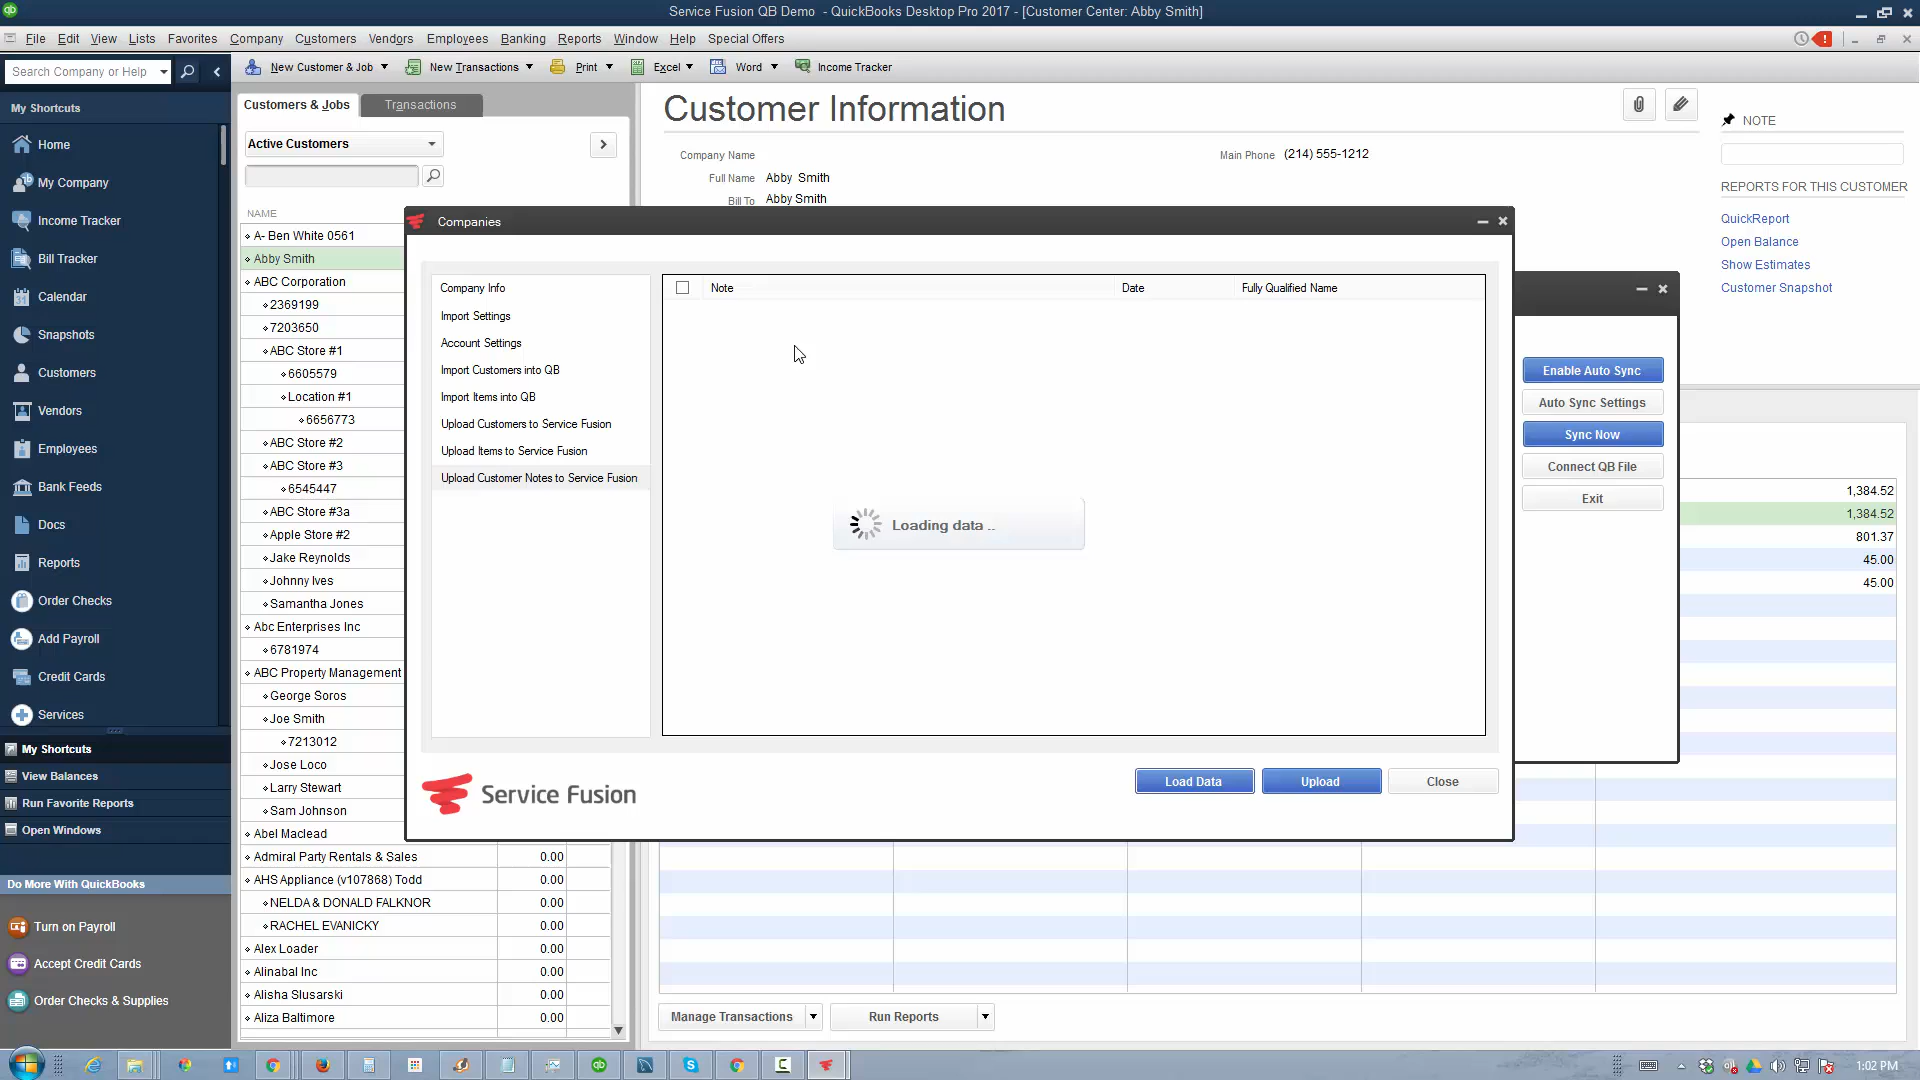 Service Fusion QB Demo - QuickBooks Desktop Pro 2017 - [Customer Center: Abby Smith]
File Edit View Lists Favorites Company Customers Vendors Employees Banking Reports Window Help Special Offers
Search Company or Help
New Customer & Job New Transactions Print Excel Word Income Tracker
My Shortcuts
Home
My Company
Income Tracker
Bill Tracker
Calendar
Snapshots
Customers
Vendors
Employees
Bank Feeds
Docs
Reports
Order Checks
Add Payroll
Credit Cards
Services
My Shortcuts
View Balances
Run Favorite Reports
Open Windows
Do More With QuickBooks
Turn on Payroll
Accept Credit Cards
Order Checks & Supplies
Customers & Jobs Transactions
Active Customers
NAME
A- Ben White 0561
Abby Smith
ABC Corporation
2369199
7203650
ABC Store #1
6605579
Location #1
6656773
ABC Store #2
ABC Store #3
6545447
ABC Store #3a
Apple Store #2
Jake Reynolds
Johnny Ives
Samantha Jones
Abc Enterprises Inc
6781974
ABC Property Management
George Soros
Joe Smith
7213012
Jose Loco
Larry Stewart
Sam Johnson
Abel Maclead
Admiral Party Rentals & Sales 0.00
AHS Appliance (v107868) Todd 0.00
NELDA & DONALD FALKNOR 0.00
RACHEL EVANICKY 0.00
Alex Loader 0.00
Alinabal Inc 0.00
Alisha Slusarski 0.00
Aliza Baltimore 0.00
Customer Information
Company Name
Full Name Abby Smith
Bill To Abby Smith
Main Phone (214) 555-1212
NOTE
REPORTS FOR THIS CUSTOMER
QuickReport
Open Balance
Show Estimates
Customer Snapshot
Companies
Company Info
Import Settings
Account Settings
Import Customers into QB
Import Items into QB
Upload Customers to Service Fusion
Upload Items to Service Fusion
Upload Customer Notes to Service Fusion
Note Date Fully Qualified Name
Loading data ..
Service Fusion
Load Data Upload Close
Enable Auto Sync
Auto Sync Settings
Sync Now
Connect QB File
Exit
1,384.52
1,384.52
801.37
45.00
45.00
Manage Transactions Run Reports
1:02 PM